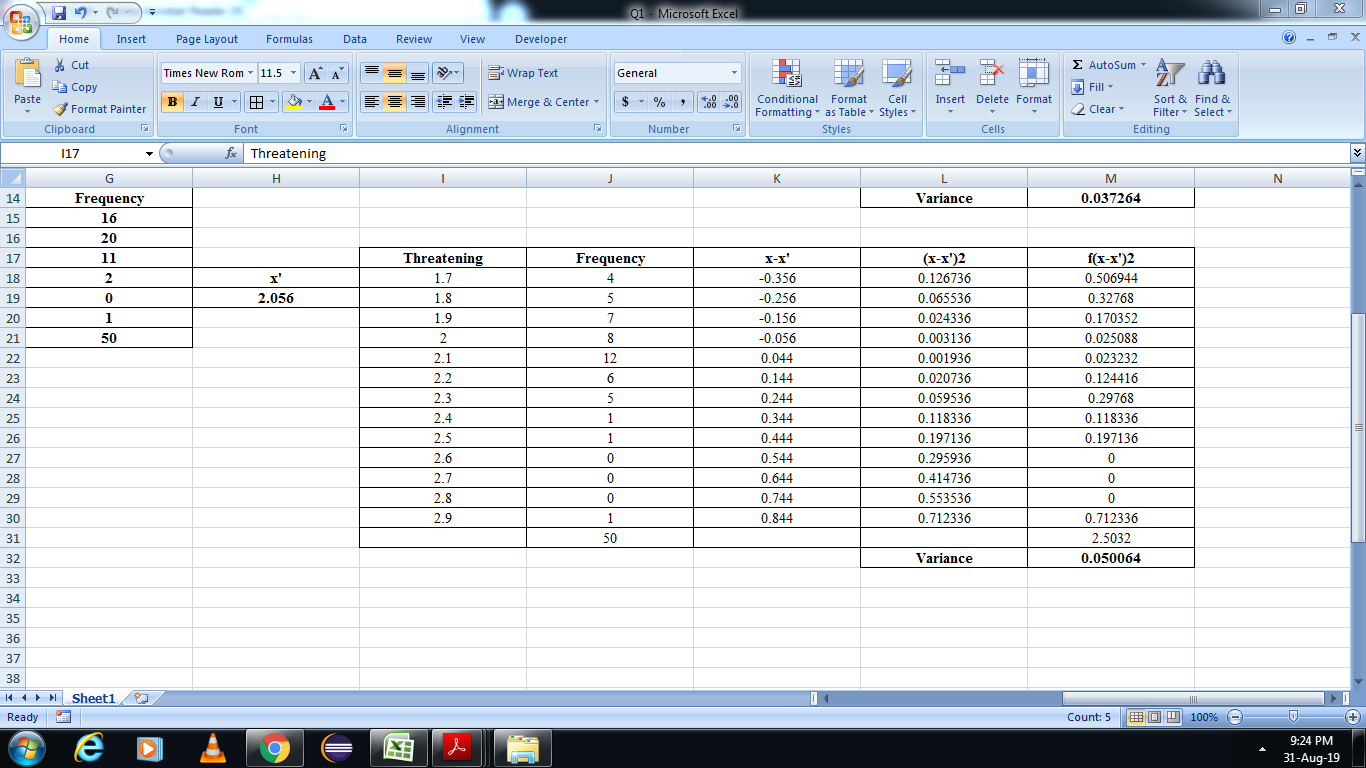 Q1 - Microsoft Excel
Home Insert Page Layout Formulas Data Review View Developer
Paste Cut Copy Format Painter Clipboard
Times New Rom 11.5 A A B I U A Font
Wrap Text Merge & Center Alignment
General $ % , .0 .00 .00 .0 Number
Conditional Formatting Format as Table Cell Styles Styles
Insert Delete Format Cells
Σ AutoSum Fill Clear Sort & Filter Find & Select Editing
I17 fx Threatening
G H I J K L M N
14 Frequency Variance 0.037264
15 16
16 20
17 11 Threatening Frequency x-x' (x-x')2 f(x-x')2
18 2 x' 1.7 4 -0.356 0.126736 0.506944
19 0 2.056 1.8 5 -0.256 0.065536 0.32768
20 1 1.9 7 -0.156 0.024336 0.170352
21 50 2 8 -0.056 0.003136 0.025088
22 2.1 12 0.044 0.001936 0.023232
23 2.2 6 0.144 0.020736 0.124416
24 2.3 5 0.244 0.059536 0.29768
25 2.4 1 0.344 0.118336 0.118336
26 2.5 1 0.444 0.197136 0.197136
27 2.6 0 0.544 0.295936 0
28 2.7 0 0.644 0.414736 0
29 2.8 0 0.744 0.553536 0
30 2.9 1 0.844 0.712336 0.712336
31 50 2.5032
32 Variance 0.050064
33
34
35
36
37
38
Sheet1
Ready Count: 5 100%
9:24 PM
31-Aug-19